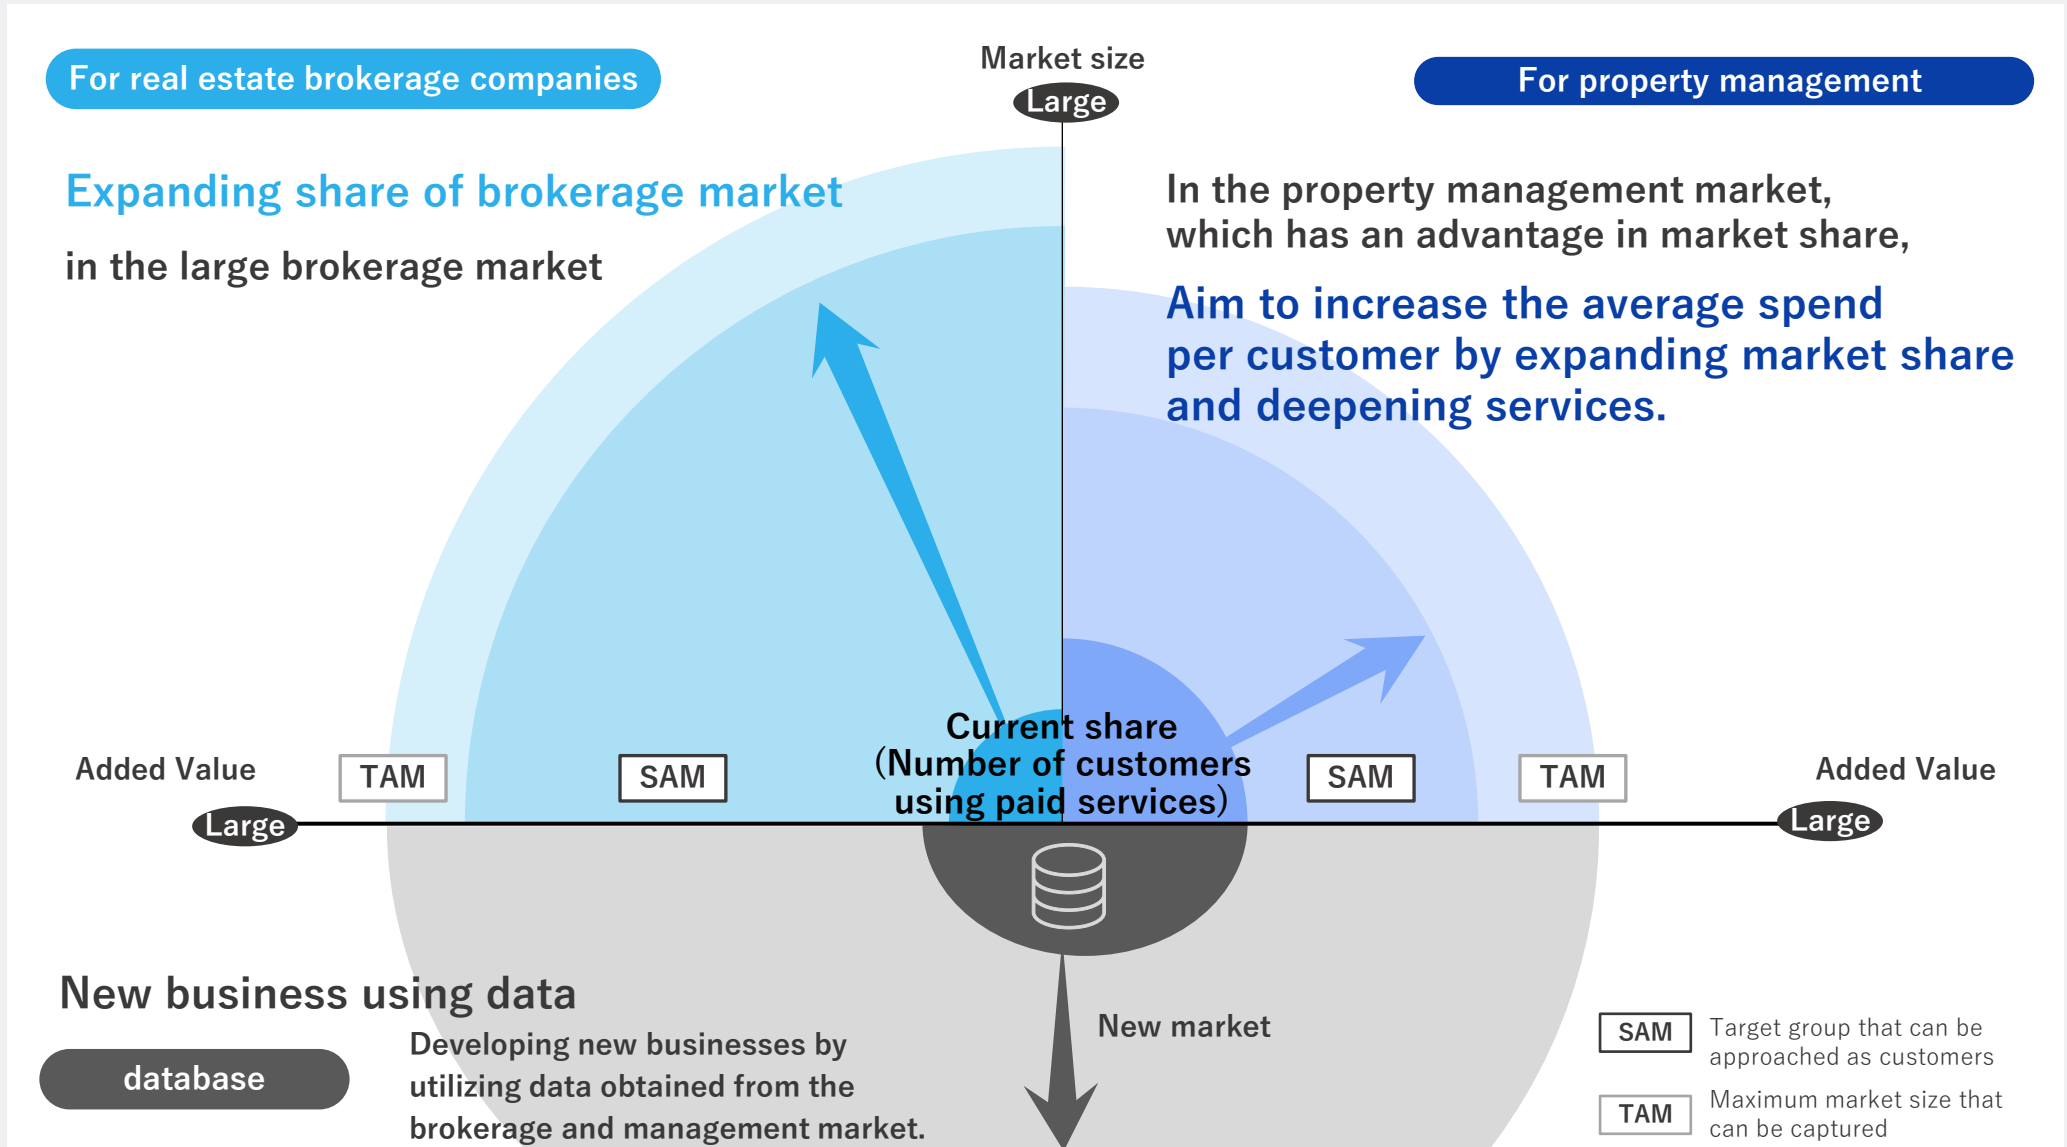 For real estate brokerage companies
Market size
Large
For property management
Expanding share of brokerage market
in the large brokerage market
In the property management market,
which has an advantage in market share,
Aim to increase the average spend
per customer by expanding market share
and deepening services.
Current share
(Number of customers
using paid services)
Added Value
Large
TAM
SAM
SAM
TAM
Added Value
Large
New business using data
database
Developing new businesses by
utilizing data obtained from the
brokerage and management market.
New market
SAM
Target group that can be
approached as customers
TAM
Maximum market size that
can be captured